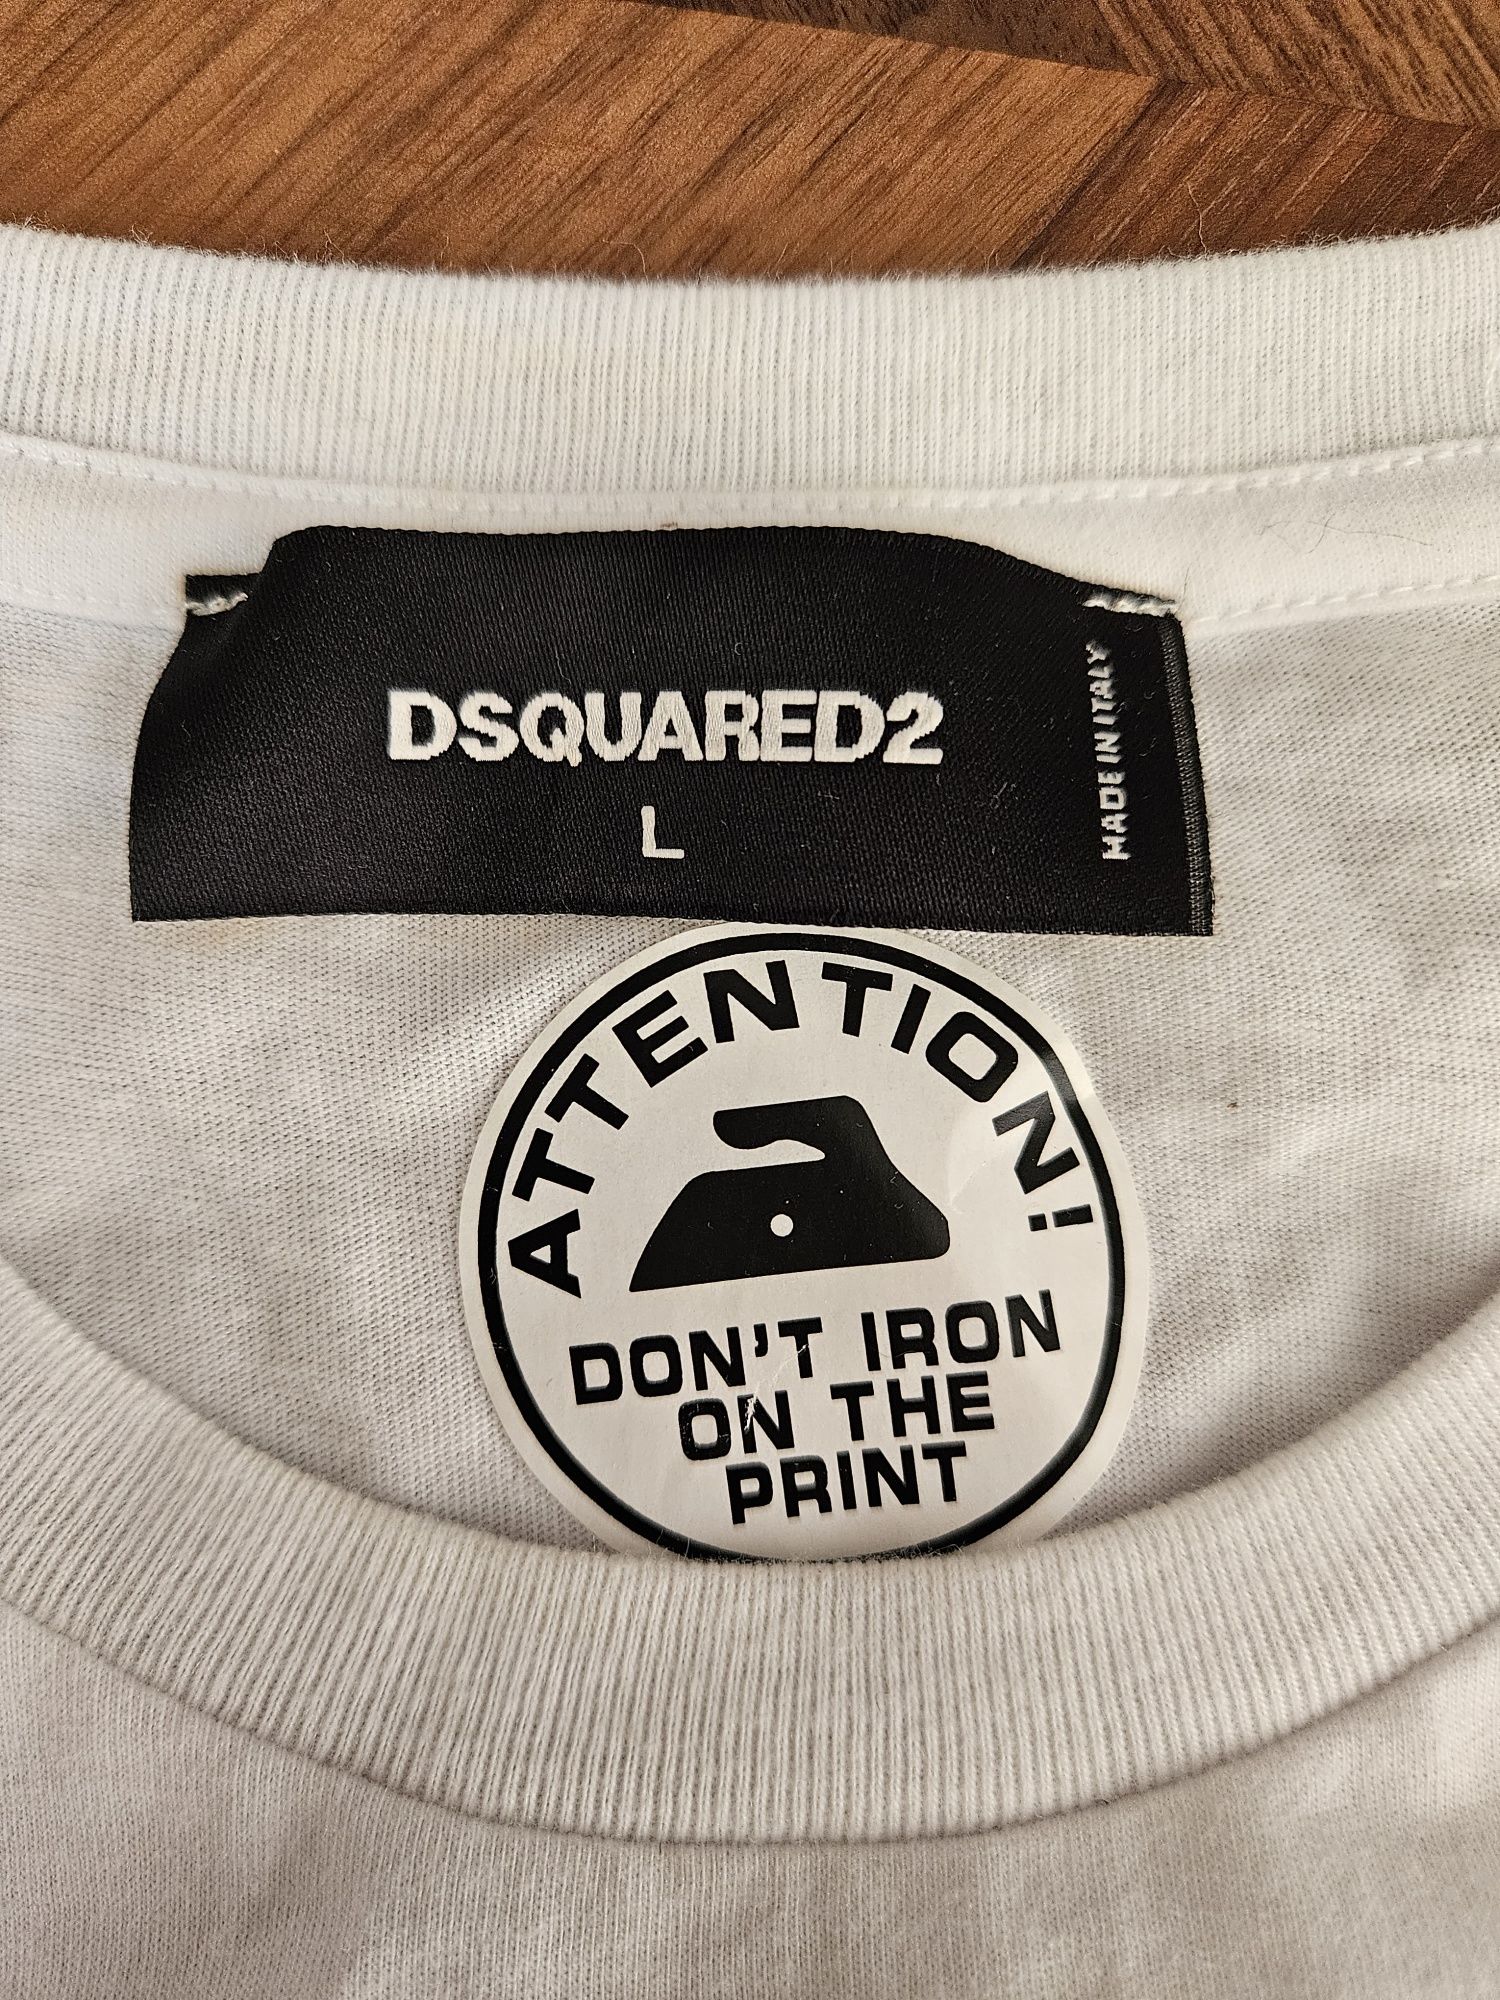 DSQUARED2
L
MADE IN ITALY
ATTENTION!
DON'T IRON
ON THE
PRINT